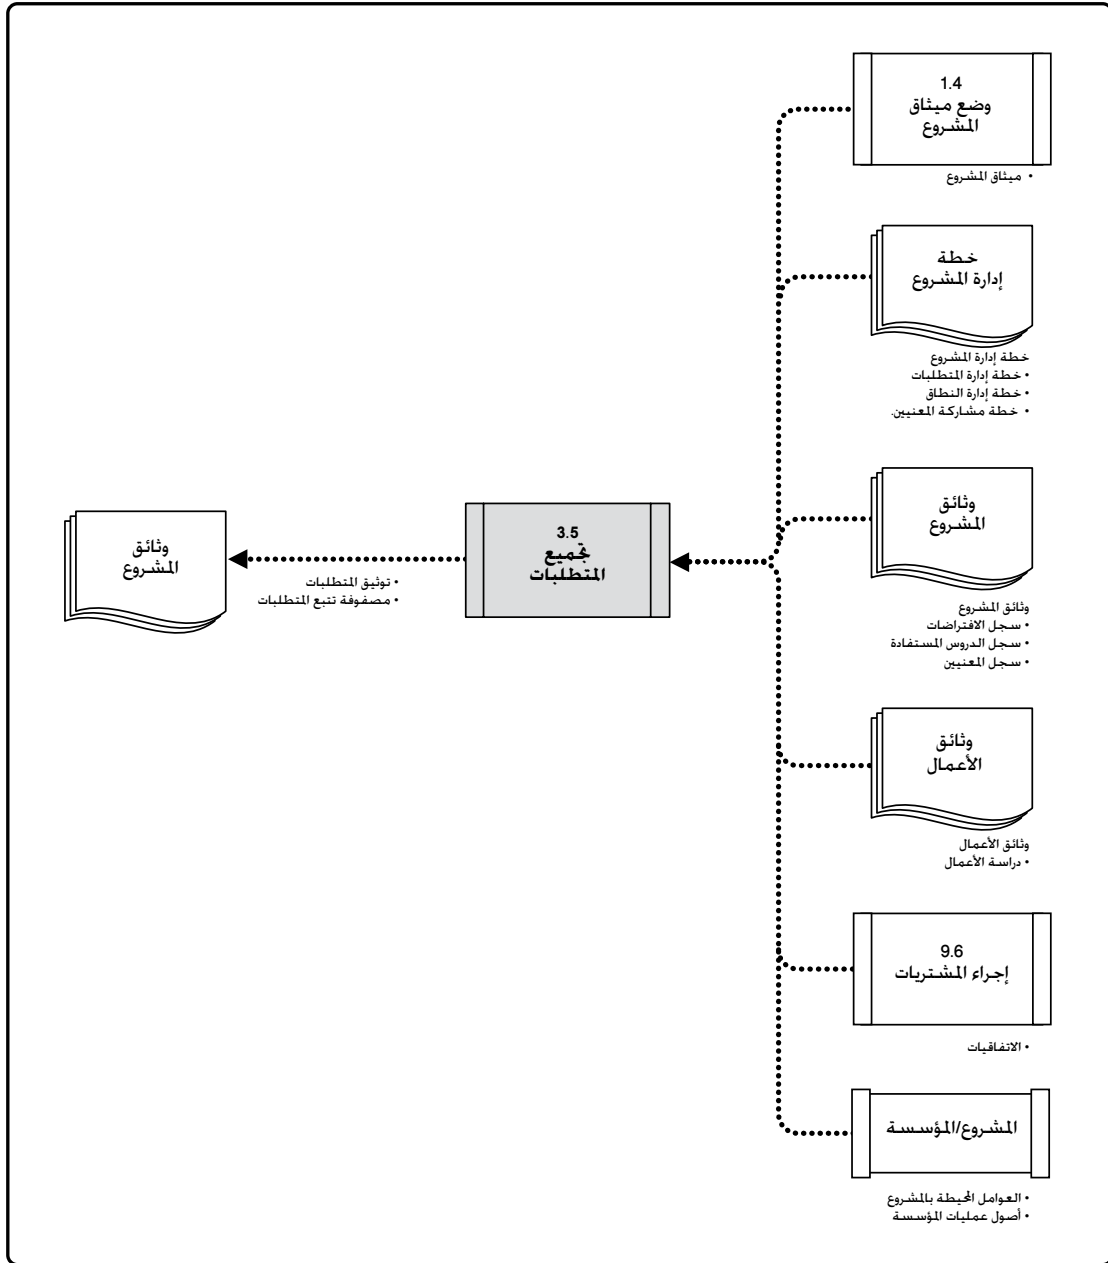 1.4
وضع ميثاق
المشروع
• ميثاق المشروع
خطة
إدارة المشروع
خطة إدارة المشروع
• خطة إدارة المتطلبات
• خطة إدارة النطاق
• خطة مشاركة المعنيين.
وثائق
المشروع
وثائق المشروع
• سجل الافتراضات
• سجل الدروس المستفادة
• سجل المعنيين
وثائق
الأعمال
وثائق الأعمال
• دراسة الأعمال
9.6
إجراء المشتريات
• الاتفاقيات
المشروع/المؤسسة
• العوامل المحيطة بالمشروع
• أصول عمليات المؤسسة
3.5
تجميع
المتطلبات
• توثيق المتطلبات
• مصفوفة تتبع المتطلبات
وثائق
المشروع